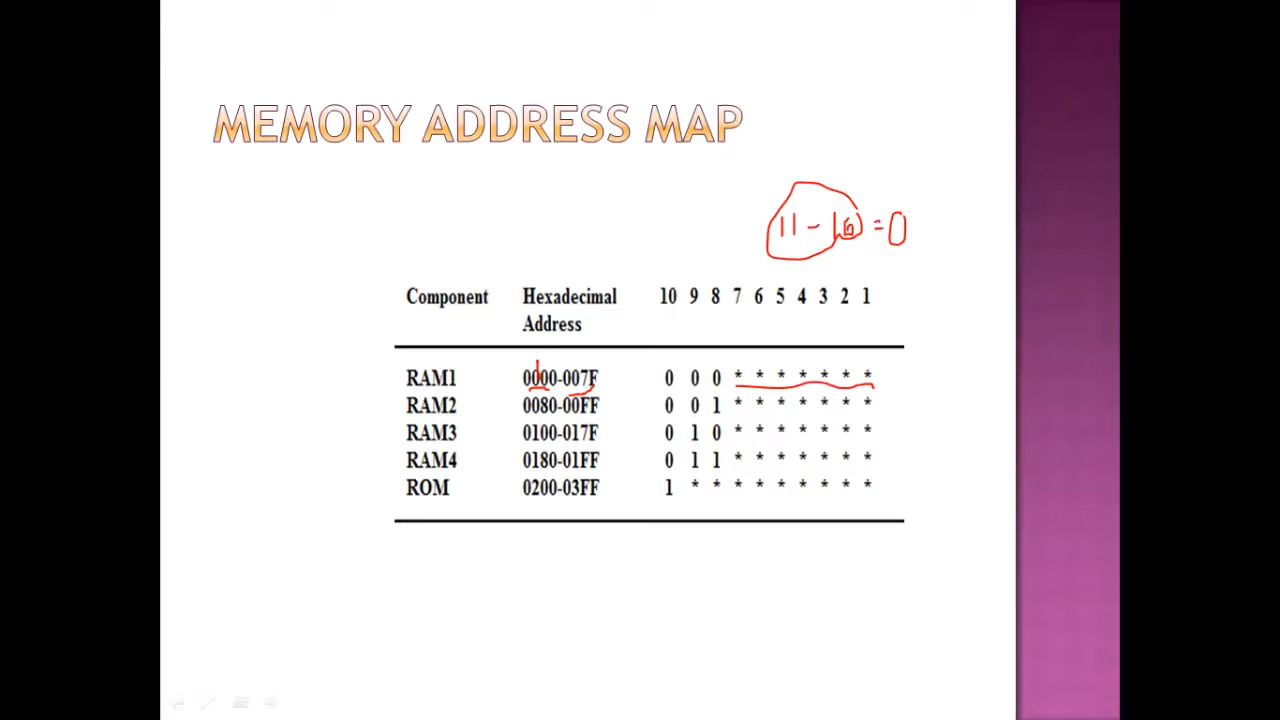 MEMORY ADDRESS MAP
11 - 16 = 0
Component Hexadecimal Address 10 9 8 7 6 5 4 3 2 1
RAM1 0000-007F 0 0 0 * * * * * * *
RAM2 0080-00FF 0 0 1 * * * * * * *
RAM3 0100-017F 0 1 0 * * * * * * *
RAM4 0180-01FF 0 1 1 * * * * * * *
ROM 0200-03FF 1 * * * * * * * * *